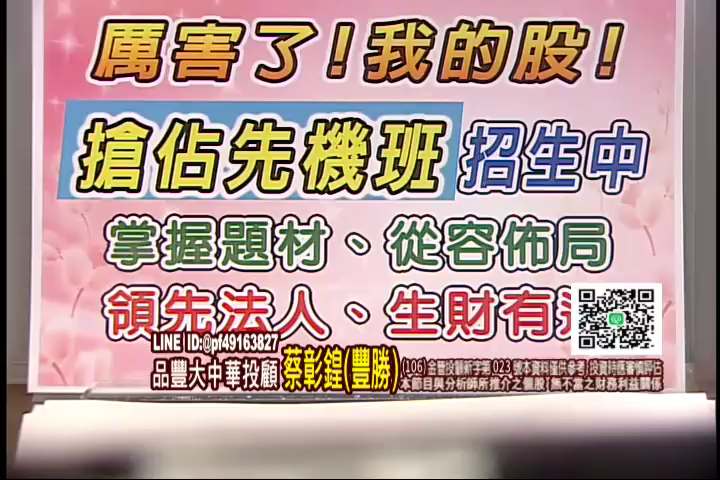 厲害了!我的股!
搶佔先機班 招生中
掌握題材、從容佈局
領先法人、生財有
LINE ID:@pf49163827
品豐大中華投顧 蔡彰鍠(豐勝)
(106)金管投顧新字第023號本資料僅供參考,投資時應審慎評估
本節目與分析師所推介之個股無不當之財務利益關係